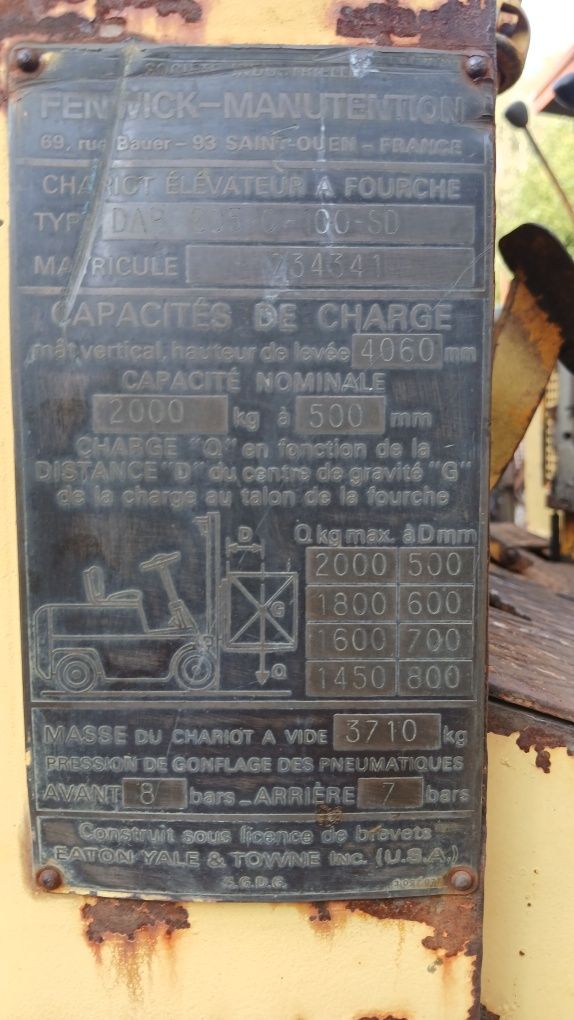 FENWICK-MANUTENTION
69, rue Bauer - 93 SAINT-OUEN - FRANCE
CHARIOT ÉLÉVATEUR A FOURCHE
TYPE
MATRICULE 234341
CAPACITÉS DE CHARGE
mât vertical, hauteur de levée 4060 mm
CAPACITÉ NOMINALE
2000 kg à 500 mm
CHARGE "Q" en fonction de la
DISTANCE "D" du centre de gravité "G"
de la charge au talon de la fourche
Q kg max. à D mm
D
2000 500
1800 600
G
1600 700
Q
1450 800
MASSE DU CHARIOT A VIDE 3710 kg
PRESSION DE GONFLAGE DES PNEUMATIQUES
AVANT 8 bars - ARRIÈRE 7 bars
Construit sous licence de brevets
EATON YALE & TOWNE INC. (U.S.A.)
S.G.D.G.